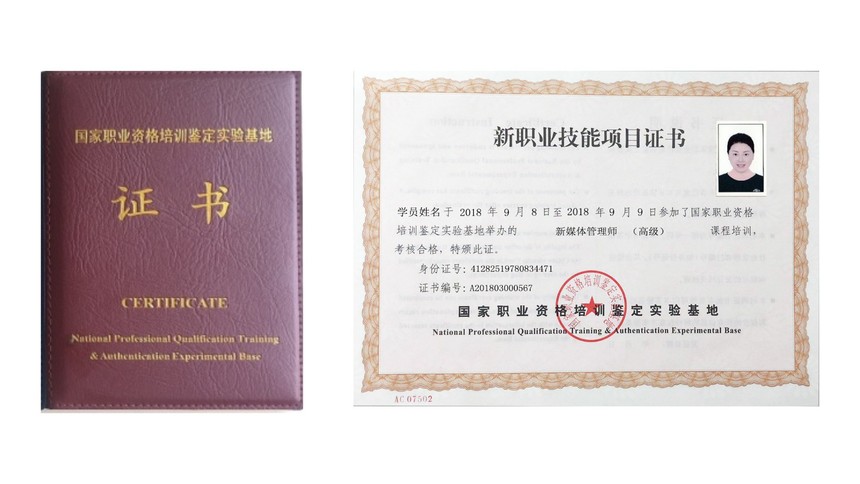 国家职业资格培训鉴定实验基地
证书
CERTIFICATE
National Professional Qualification Training
& Authentication Experimental Base
新职业技能项目证书
学员姓名于 2018 年 9 月 8 日至 2018 年 9 月 9 日参加了国家职业资格
培训鉴定实验基地举办的 新媒体管理师 （高级） 课程培训，
考核合格，特颁此证.
身份证号: 41282519780834471
证书编号: A201803000567
国家职业资格培训鉴定实验基地
National Professional Qualification Training & Authentication Experimental Base
AC 07502